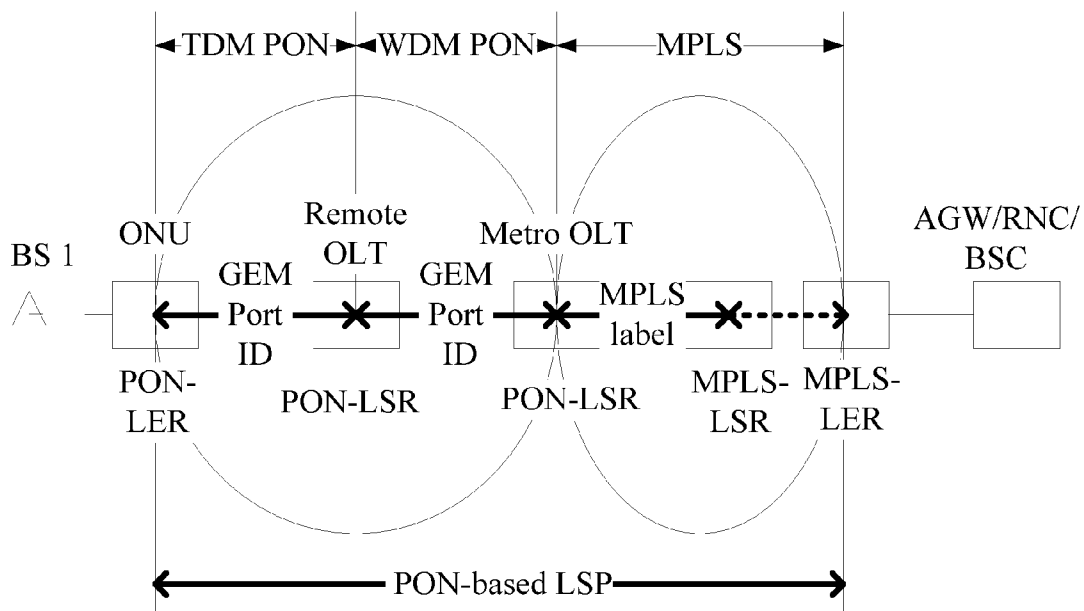 TDM PON
WDM PON
MPLS
BS 1
ONU
Remote
OLT
Metro OLT
AGW/RNC/
BSC
GEM
Port
ID
GEM
Port
ID
MPLS
label
PON-
LER
PON-LSR
PON-LSR
MPLS-
LSR
MPLS-
LER
PON-based LSP